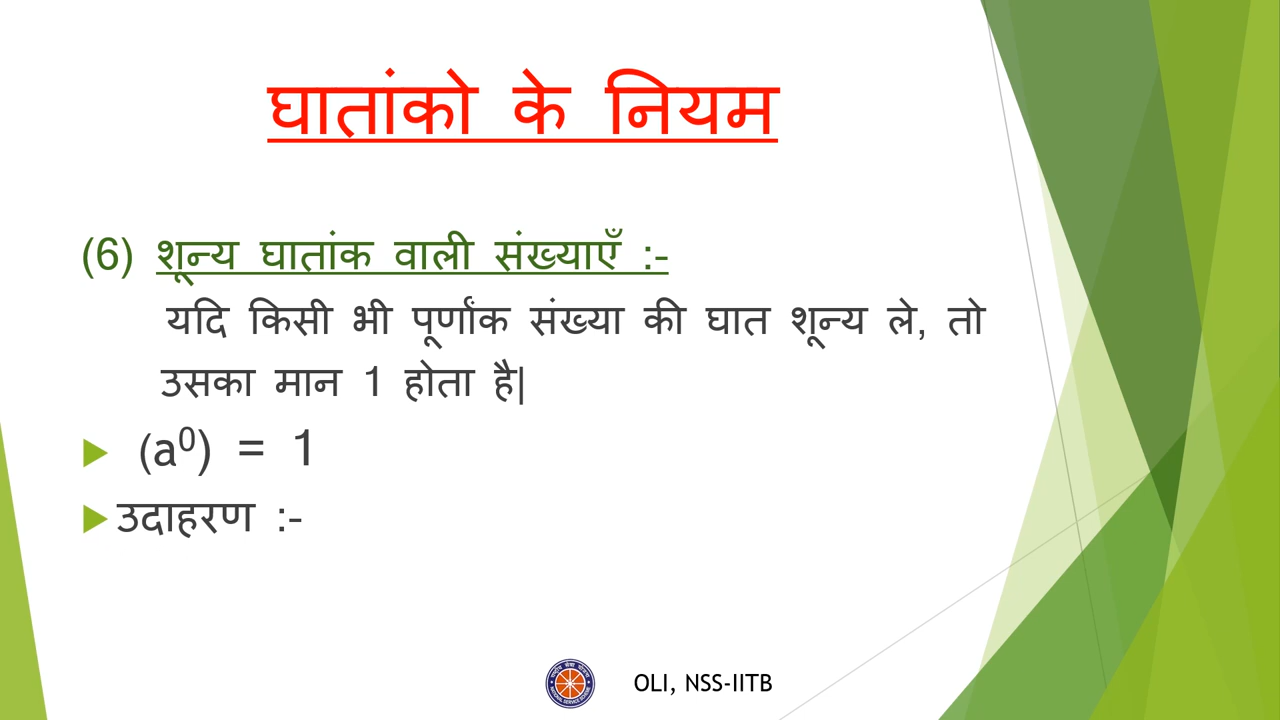 घातांको के नियम
(6) शून्य घातांक वाली संख्याएँ :-
यदि किसी भी पूर्णांक संख्या की घात शून्य ले, तो
उसका मान 1 होता है|
(a⁰) = 1
उदाहरण :-
OLI, NSS-IITB